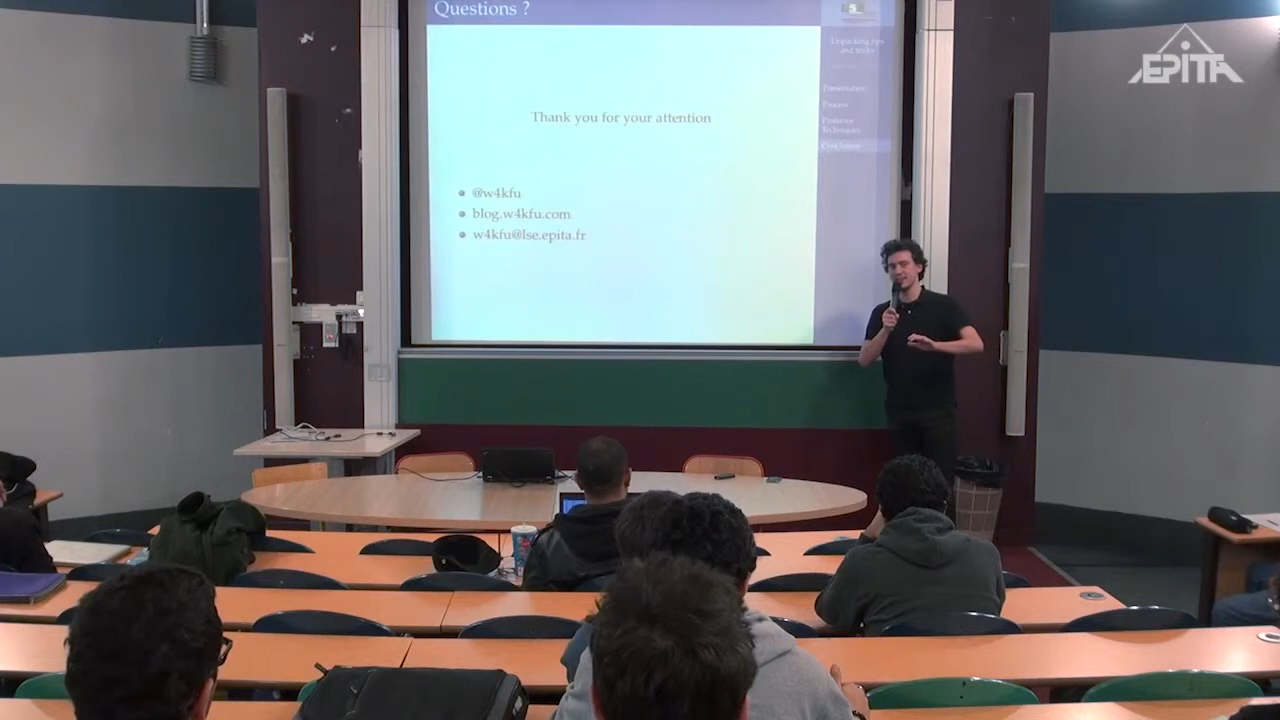 Questions ?
EPITA
Unpacking tips
and tricks
Presentation
Process
Protector
Techniques
Conclusion
Thank you for your attention
@w4kfu
blog.w4kfu.com
w4kfu@lse.epita.fr